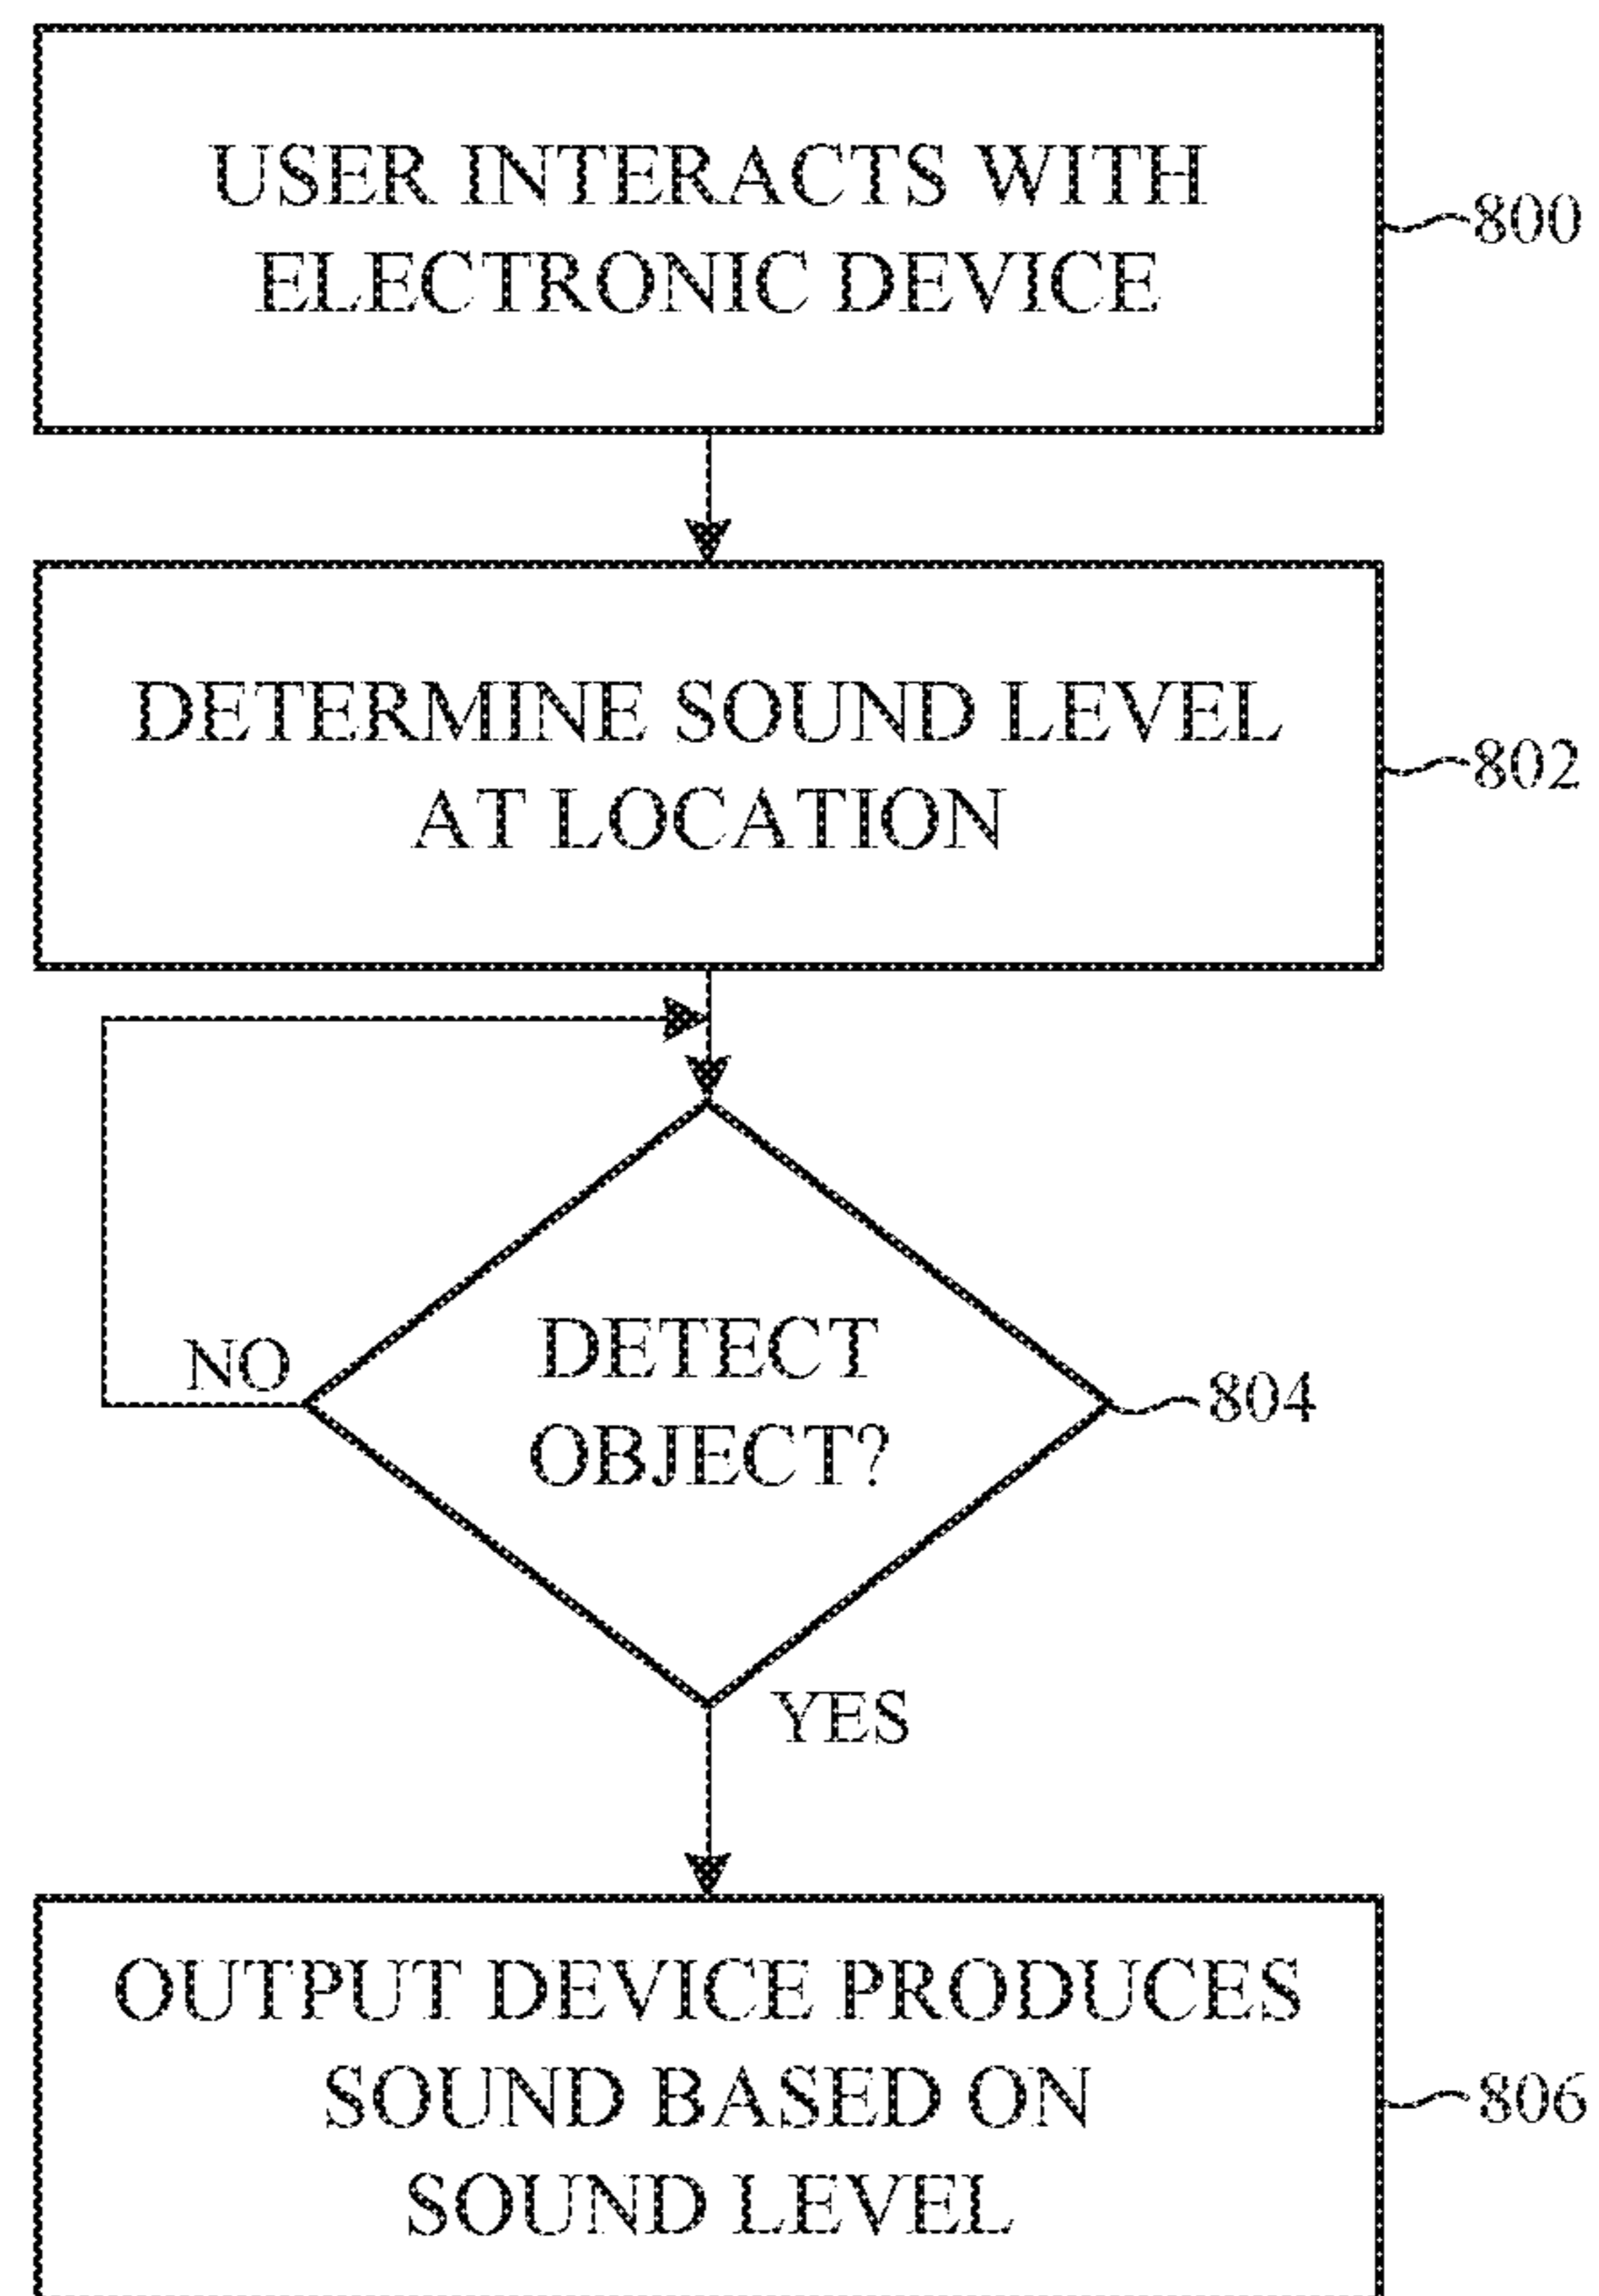 USER INTERACTS WITH
ELECTRONIC DEVICE
800
DETERMINE SOUND LEVEL
AT LOCATION
802
NO
DETECT
OBJECT?
804
YES
OUTPUT DEVICE PRODUCES
SOUND BASED ON
SOUND LEVEL
806